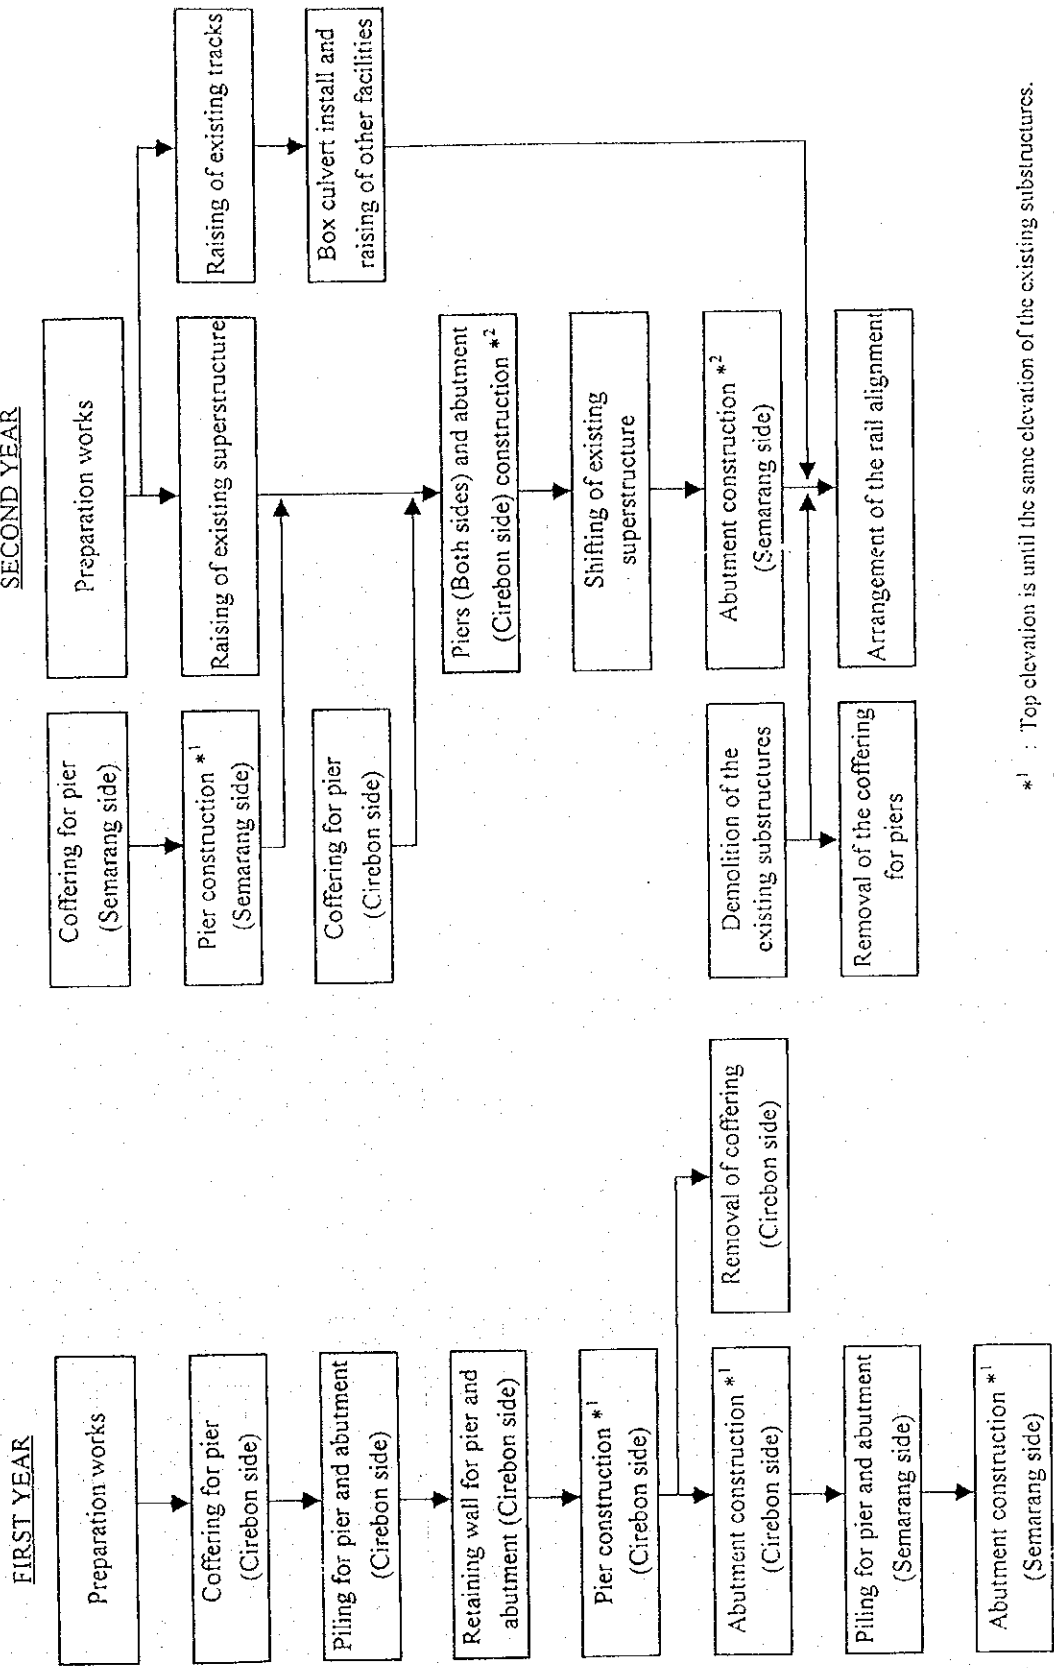 FIRST YEAR
Preparation works
Coffering for pier
(Cirebon side)
Piling for pier and abutment
(Cirebon side)
Retaining wall for pier and
abutment (Cirebon side)
Pier construction *1
(Cirebon side)
Removal of coffering
(Cirebon side)
Abutment construction *1
(Cirebon side)
Piling for pier and abutment
(Semarang side)
Abutment construction *1
(Semarang side)
SECOND YEAR
Coffering for pier
(Semarang side)
Preparation works
Pier construction *1
(Semarang side)
Raising of existing superstructure
Raising of existing tracks
Coffering for pier
(Cirebon side)
Box culvert install and
raising of other facilities
Piers (Both sides) and abutment
(Cirebon side) construction *2
Shifting of existing
superstructure
Demolition of the
existing substructures
Abutment construction *2
(Semarang side)
Removal of the coffering
for piers
Arrangement of the rail alignment
*1 : Top elevation is until the same elevation of the existing substructures.